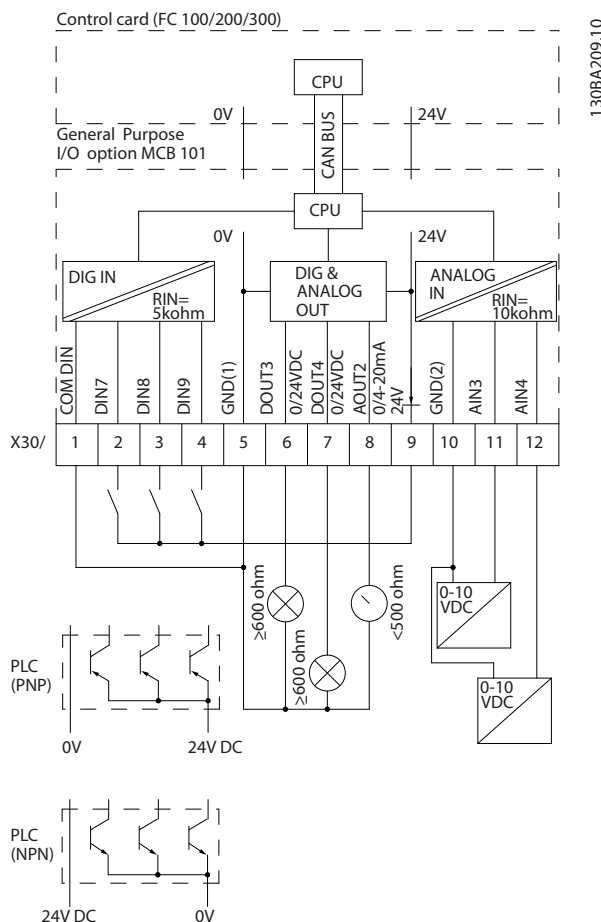 Control card (FC 100/200/300)
130BA209.10
CPU
0V
24V
CAN BUS
General Purpose
I/O option MCB 101
CPU
0V
24V
DIG IN
RIN=
5kohm
DIG &
ANALOG
OUT
ANALOG
IN
RIN=
10kohm
COM DIN
DIN7
DIN8
DIN9
GND(1)
DOUT3
0/24VDC
DOUT4
0/24VDC
AOUT2
0/4-20mA
24V
GND(2)
AIN3
AIN4
X30/ 1 2 3 4 5 6 7 8 9 10 11 12
≥600 ohm
≥600 ohm
<500 ohm
0-10
VDC
0-10
VDC
PLC
(PNP)
0V 24V DC
PLC
(NPN)
24V DC 0V